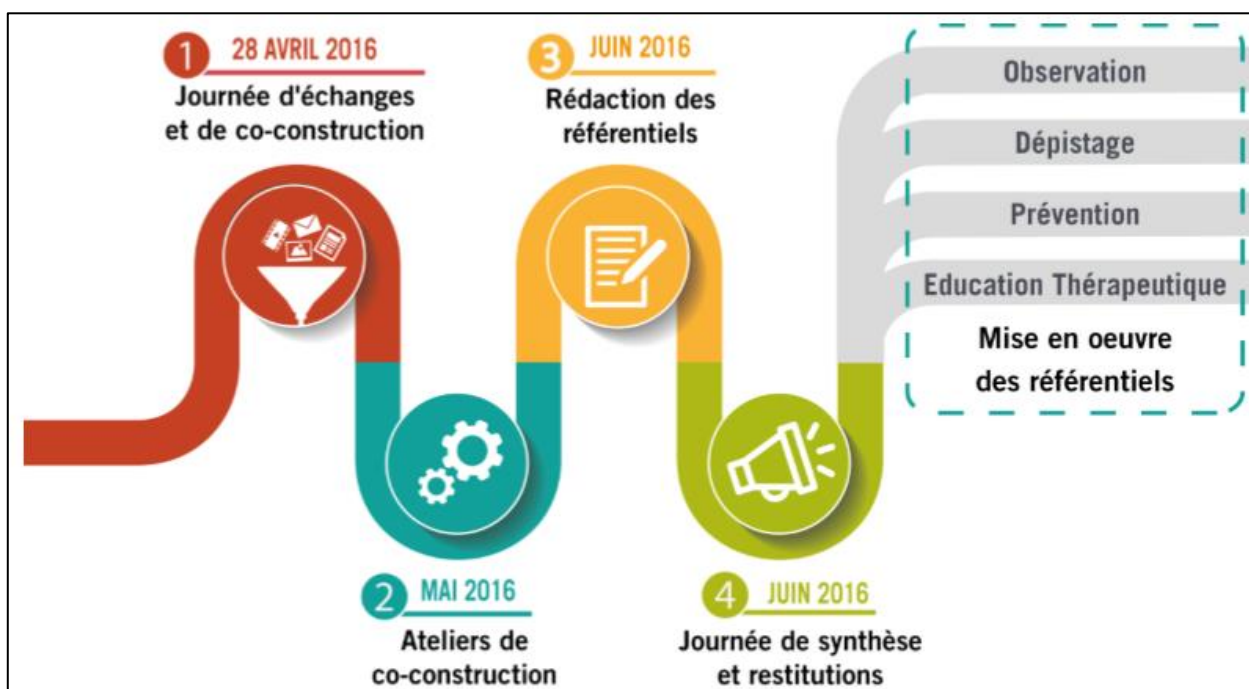 1 28 AVRIL 2016
Journée d'échanges
et de co-construction
2 MAI 2016
Ateliers de
co-construction
3 JUIN 2016
Rédaction des
référentiels
4 JUIN 2016
Journée de synthèse
et restitutions
Observation
Dépistage
Prévention
Education Thérapeutique
Mise en oeuvre
des référentiels